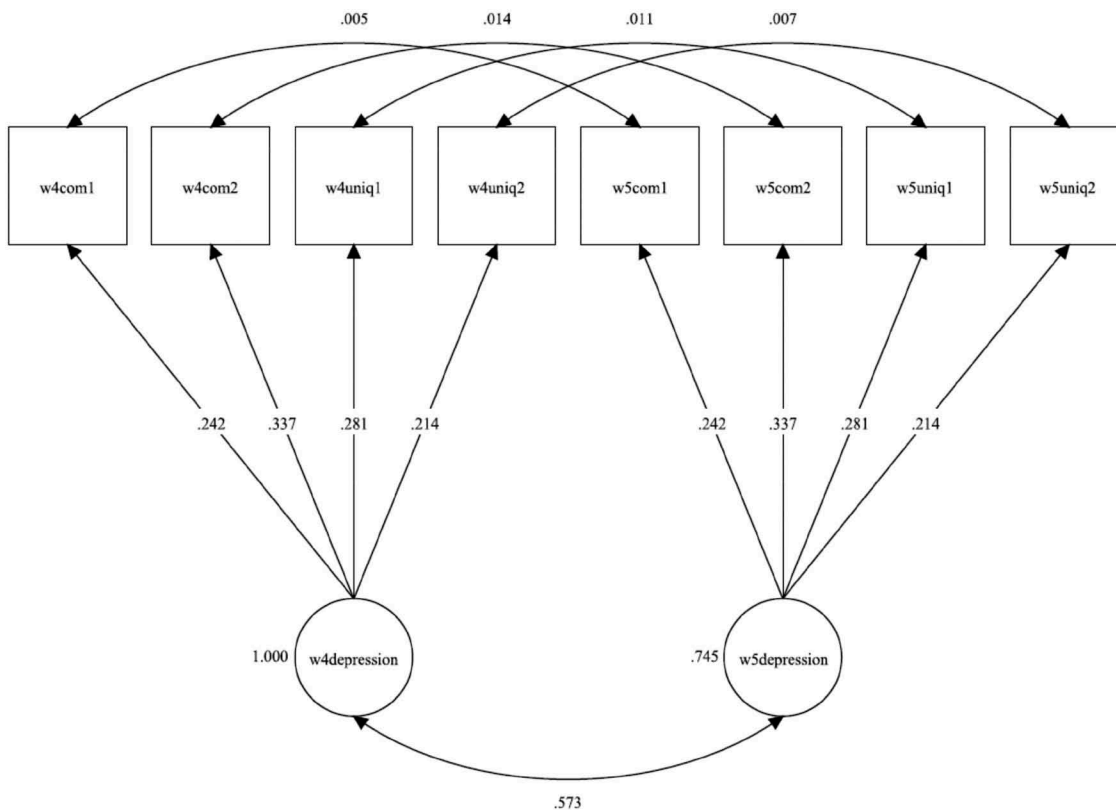 .005 .014 .011 .007
w4com1 w4com2 w4uniq1 w4uniq2 w5com1 w5com2 w5uniq1 w5uniq2
.242 .337 .281 .214 .242 .337 .281 .214
1.000 w4depression .745 w5depression
.573